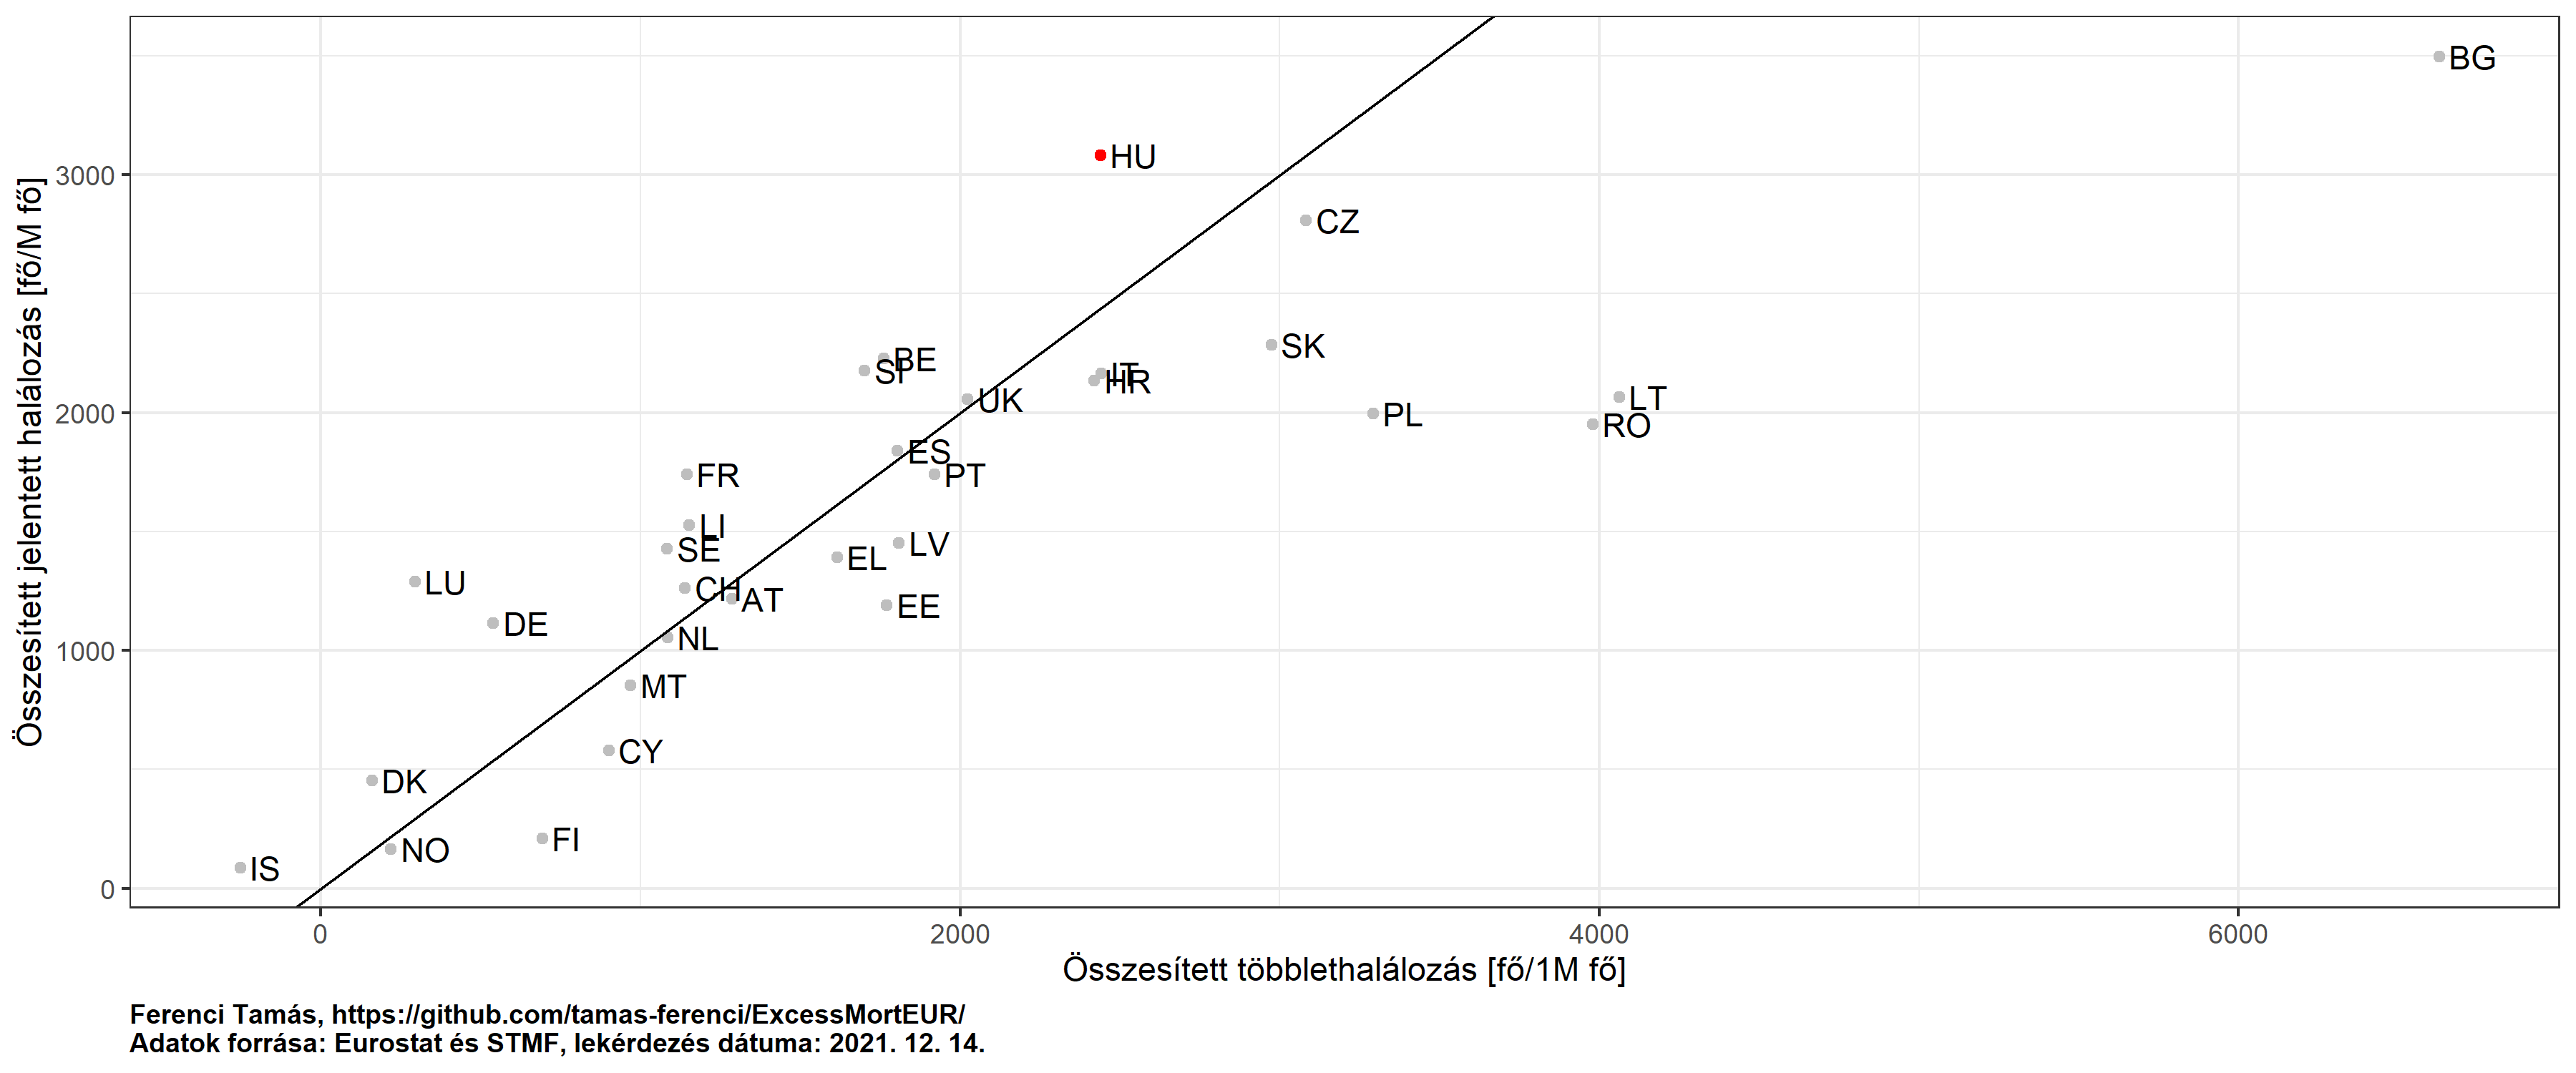 BG
HU
3000
CZ
BE
SI
SK
IT
HR
LT
2000
UK
PL
RO
ES
FR
PT
LI
SE
LV
EL
LU
CH
AT
EE
DE
NL
1000
MT
CY
DK
FI
NO
IS
0
Összesített jelentett halálozás [fő/M fő]
0
2000
4000
6000
Összesített többlethalálozás [fő/1M fő]
Ferenci Tamás, https://github.com/tamas-ferenci/ExcessMortEUR/
Adatok forrása: Eurostat és STMF, lekérdezés dátuma: 2021. 12. 14.